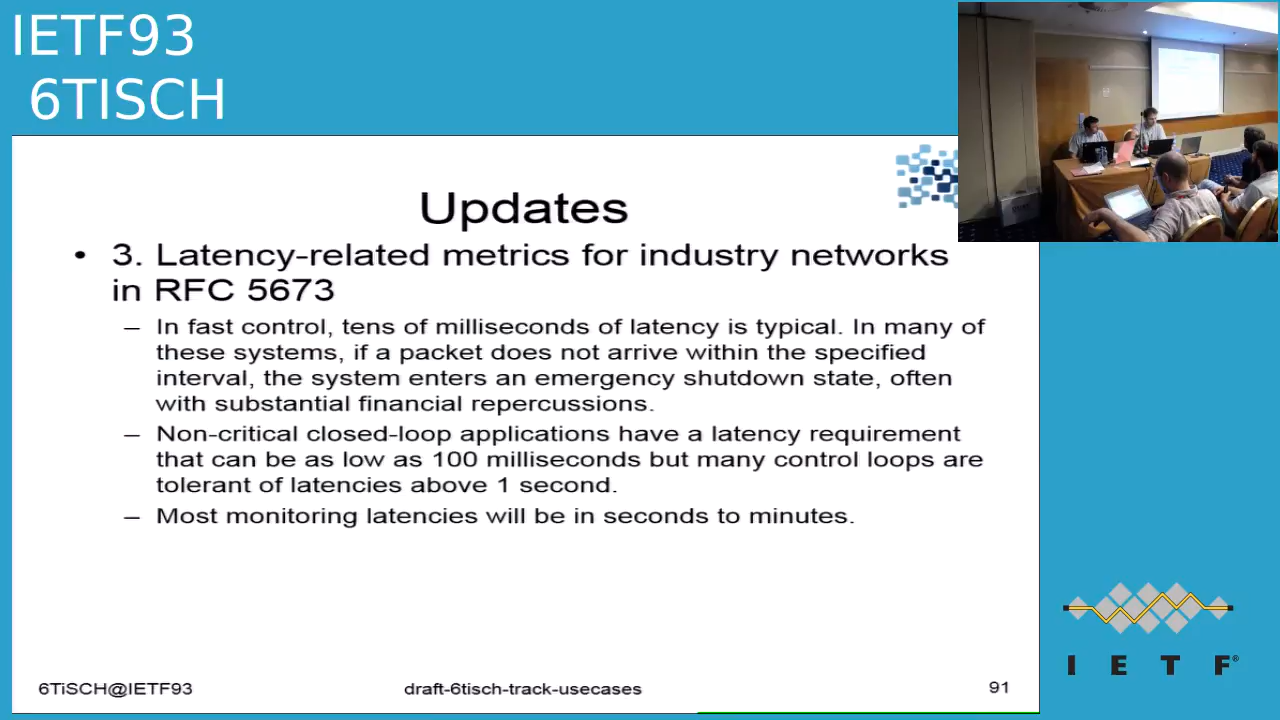 IETF93
6TISCH
Updates
• 3. Latency-related metrics for industry networks
in RFC 5673
– In fast control, tens of milliseconds of latency is typical. In many of
these systems, if a packet does not arrive within the specified
interval, the system enters an emergency shutdown state, often
with substantial financial repercussions.
– Non-critical closed-loop applications have a latency requirement
that can be as low as 100 milliseconds but many control loops are
tolerant of latencies above 1 second.
– Most monitoring latencies will be in seconds to minutes.
6TiSCH@IETF93
draft-6tisch-track-usecases
91
I E T F®